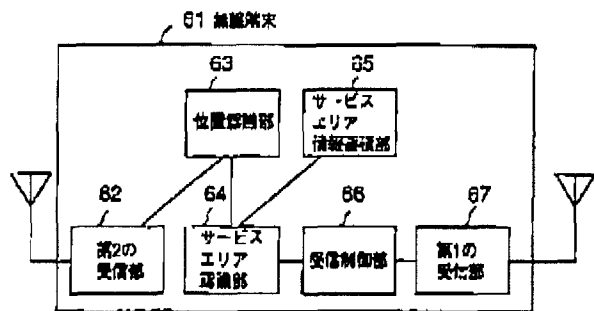 61 無線端末
63
65
位置認識部
サービス
エリア
情報蓄積部
62
64
66
67
第2の
受信部
サービス
エリア
認識部
受信制御部
第1の
受信部